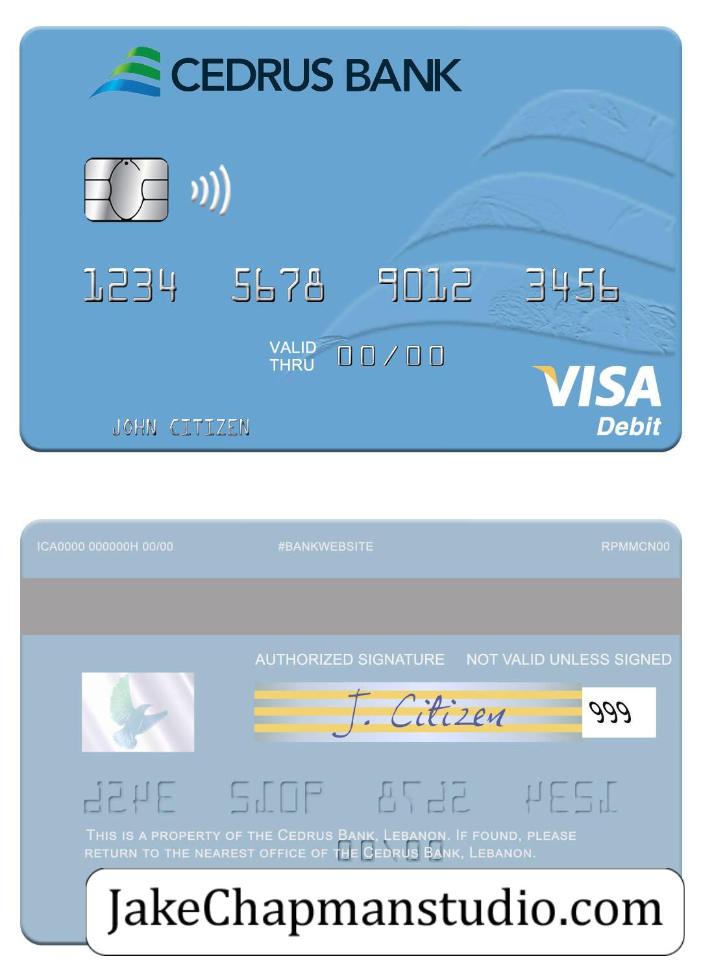 CEDRUS BANK
1234 5678 9012 3456
VALID THRU 00/00
JOHN CITIZEN
VISA
Debit
ICA0000 000000H 00/00 #BANKWEBSITE RPMMCN00
AUTHORIZED SIGNATURE NOT VALID UNLESS SIGNED
J. Citizen 999
THIS IS A PROPERTY OF THE CEDRUS BANK, LEBANON. IF FOUND, PLEASE
RETURN TO THE NEAREST OFFICE OF THE CEDRUS BANK, LEBANON.
JakeChapmanstudio.com